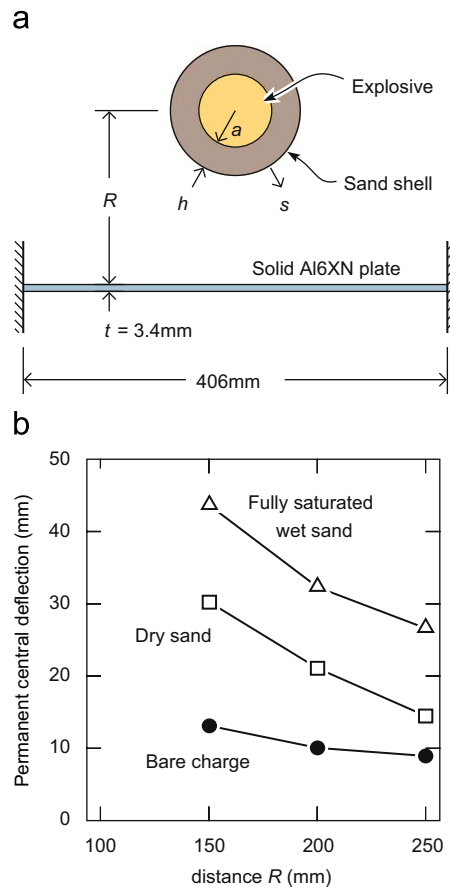 a
Explosive
a
R
Sand shell
h
s
Solid Al6XN plate
t = 3.4mm
406mm
b
Permanent central deflection (mm)
50
40
30
20
10
0
Fully saturated
wet sand
Dry sand
Bare charge
100
150
200
250
distance R (mm)